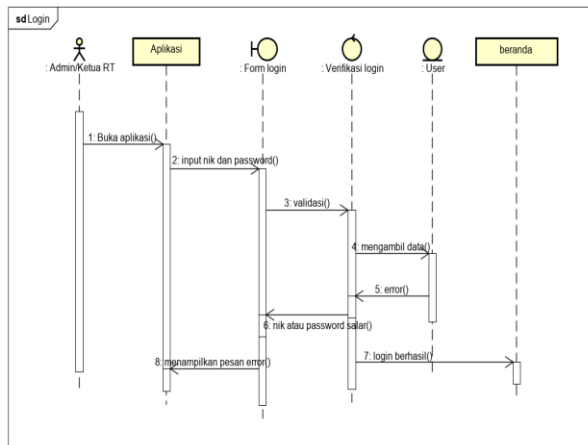 sd Login
Aplikasi
beranda
: Admin/Ketua RT
: Form login
: Verifikasi login
: User
1: Buka aplikasi()
2: input nik dan password()
3: validasi()
4: mengambil data()
5: error()
6: nik atau password salar()
7: login berhasil()
8: menampilkan pesan error()